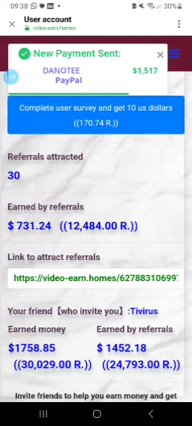 09:38
30%
User account
video-earn.homes
New Payment Sent:
DANOTEE $1,517
PayPal
Complete user survey and get 10 us dollars
((170.74 R.))
Referrals attracted
30
Earned by referrals
$ 731.24 ((12,484.00 R.))
Link to attract referrals
https://video-earn.homes/62788310699
Your friend【who invite you】:Tivirus
Earned money Earned by referrals
$1758.85 $ 1452.18
((30,029.00 R.)) ((24,793.00 R.))
Invite friends to help you earn money and get